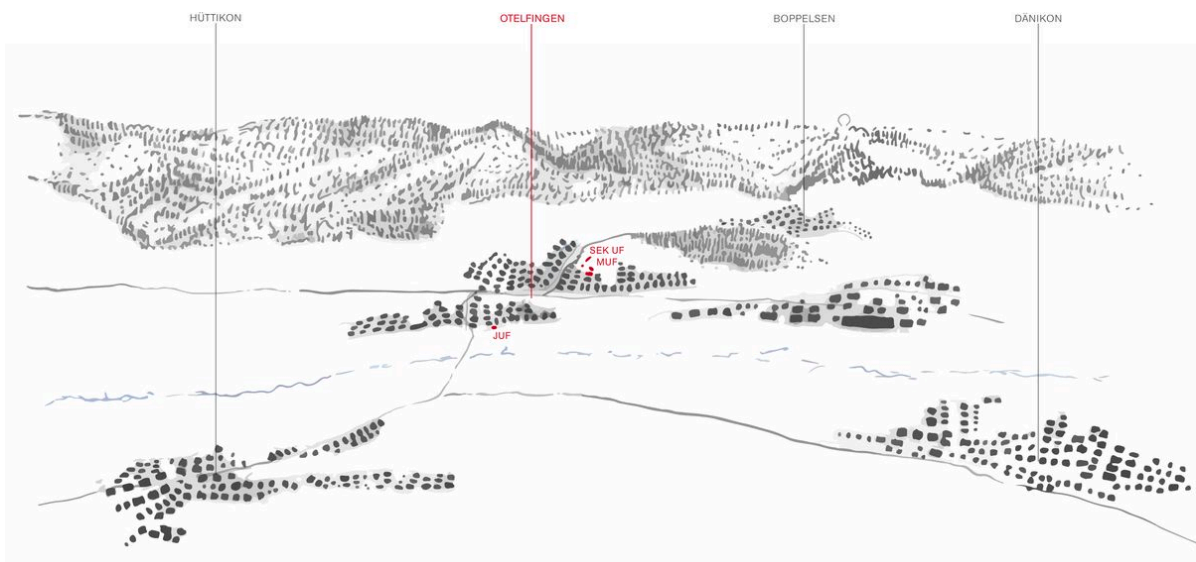 HÜTTIKON
OTELFINGEN
BOPPELSEN
DÄNIKON
SEK UF
MUF
JUF